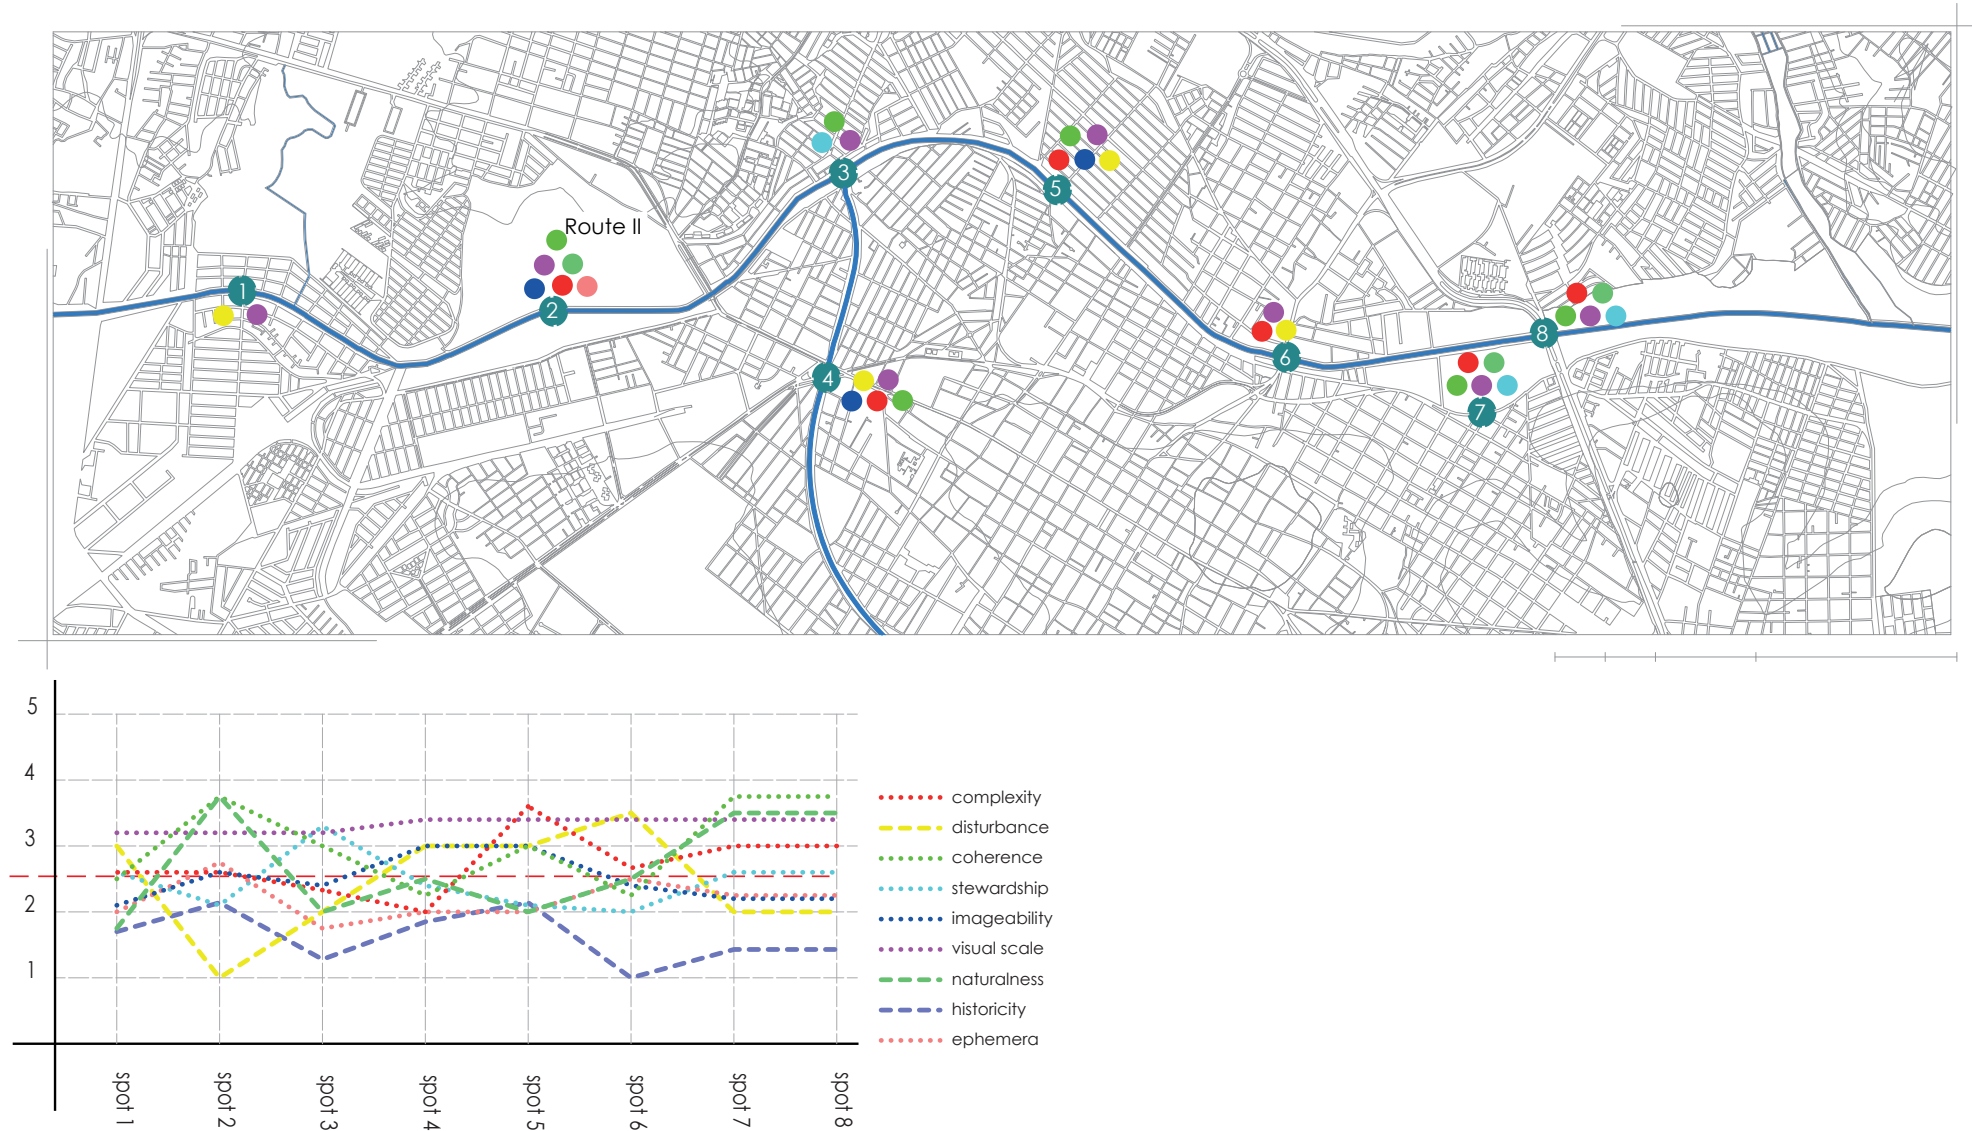 3
5
Route II
1
2
8
6
4
7
5
4
3
2
1
complexity
disturbance
coherence
stewardship
imageability
visual scale
naturalness
historicity
ephemera
spot 1
spot 2
spot 3
spot 4
spot 5
spot 6
spot 7
spot 8